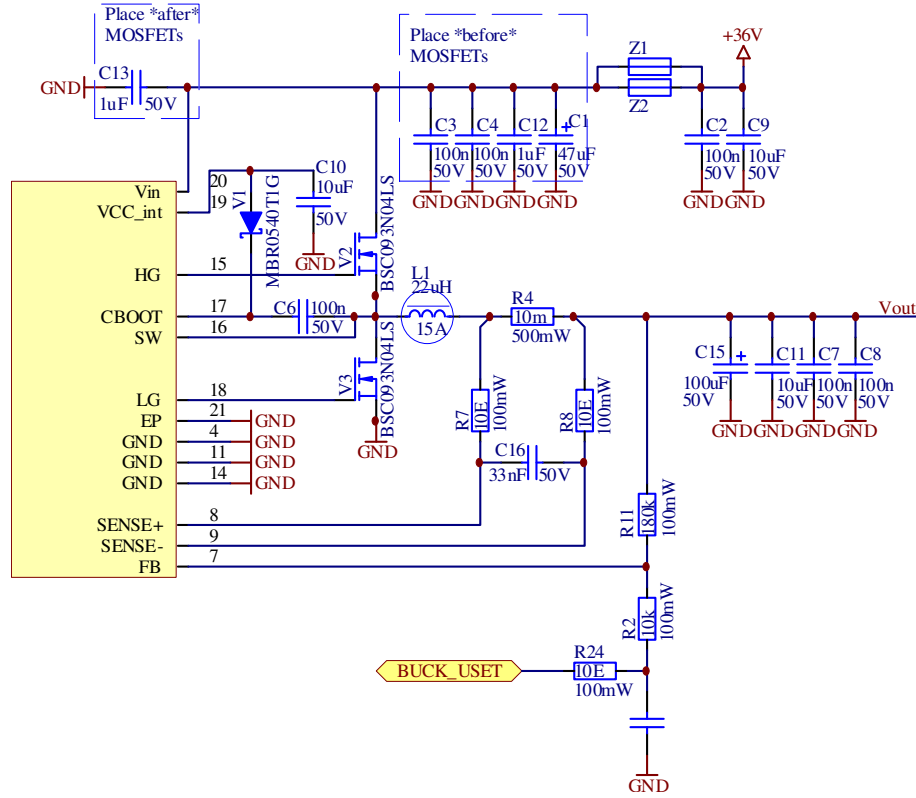 Place *after*
MOSFETs
Place *before*
MOSFETs
+36V
Z1
Z2
GND
C13
1uF
50V
C3
100n
50V
GND
C4
100n
50V
GND
C12
1uF
50V
GND
C1
+
47uF
50V
GND
C2
100n
50V
GND
C9
10uF
50V
GND
Vin
20
VCC_int
19
V1
MBR0540T1G
C10
10uF
50V
GND
V2
BSC093N04LS
HG
15
CBOOT
17
SW
16
C6
100n
50V
L1
22uH
15A
R4
10m
500mW
Vout
V3
BSC093N04LS
GND
LG
18
EP
21
GND
GND
4
GND
GND
11
GND
GND
14
GND
R7
10E
100mW
R8
10E
100mW
C16
33nF
50V
C15
+
100uF
50V
GND
C11
10uF
50V
GND
C7
100n
50V
GND
C8
100n
50V
GND
SENSE+
8
SENSE-
9
FB
7
R11
180k
100mW
R2
10k
100mW
BUCK_USET
R24
10E
100mW
GND